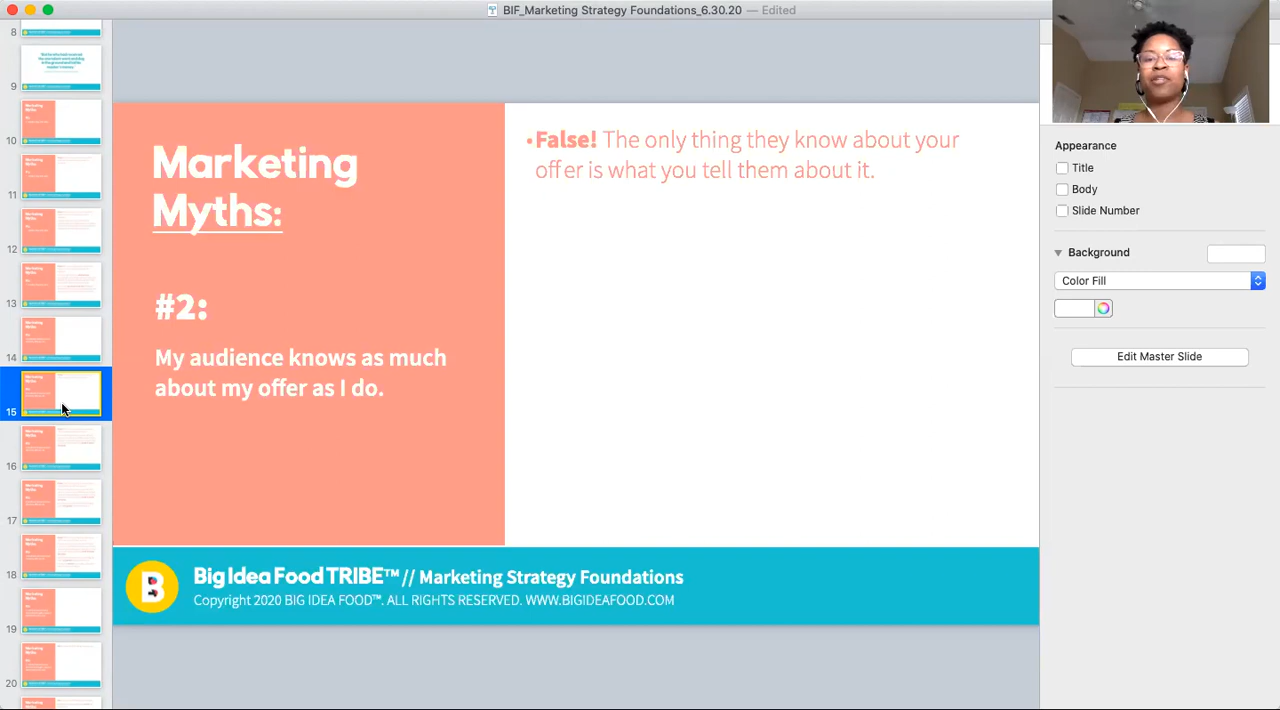 BIF_Marketing Strategy Foundations_6.30.20 — Edited
8
9
10
11
12
13
14
15
16
17
18
19
20
Marketing
Myths:
#2:
My audience knows as much
about my offer as I do.
•False! The only thing they know about your
offer is what you tell them about it.
B
Big Idea Food TRIBE™ // Marketing Strategy Foundations
Copyright 2020 BIG IDEA FOOD™. ALL RIGHTS RESERVED. WWW.BIGIDEAFOOD.COM
Appearance
Title
Body
Slide Number
Background
Color Fill
Edit Master Slide